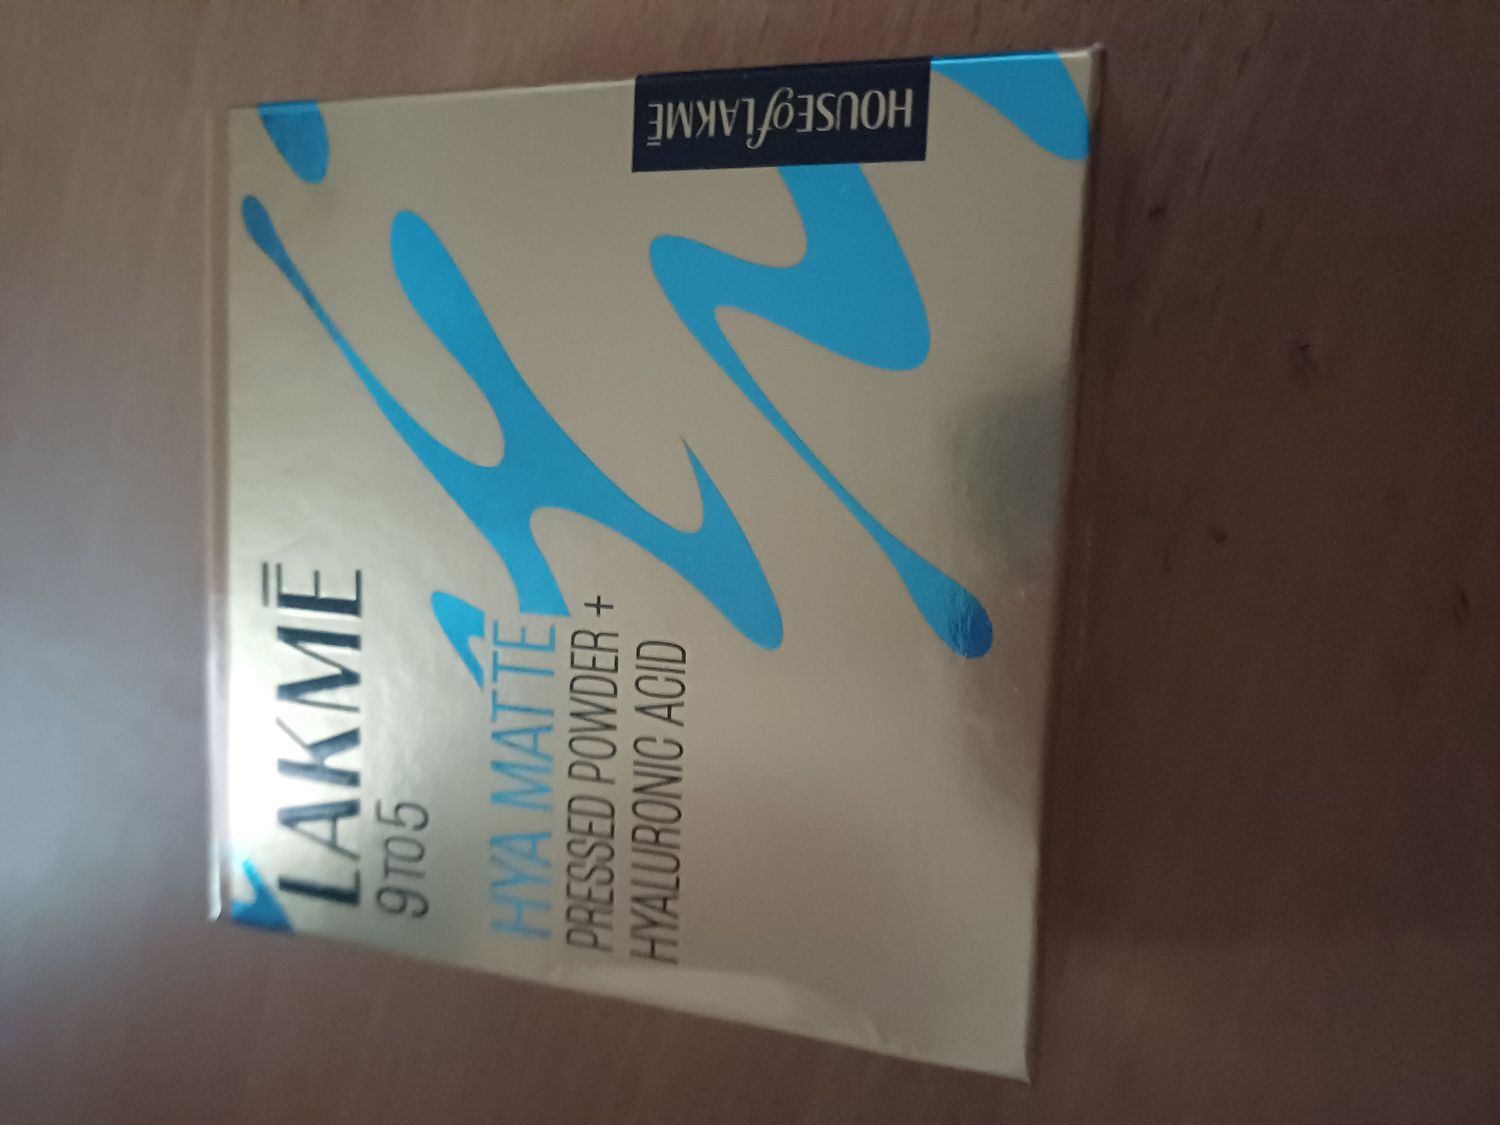 LAKMĒ
9TO5
HYA MATTE
PRESSED POWDER +
HYALURONIC ACID
HOUSE of LAKMĒ